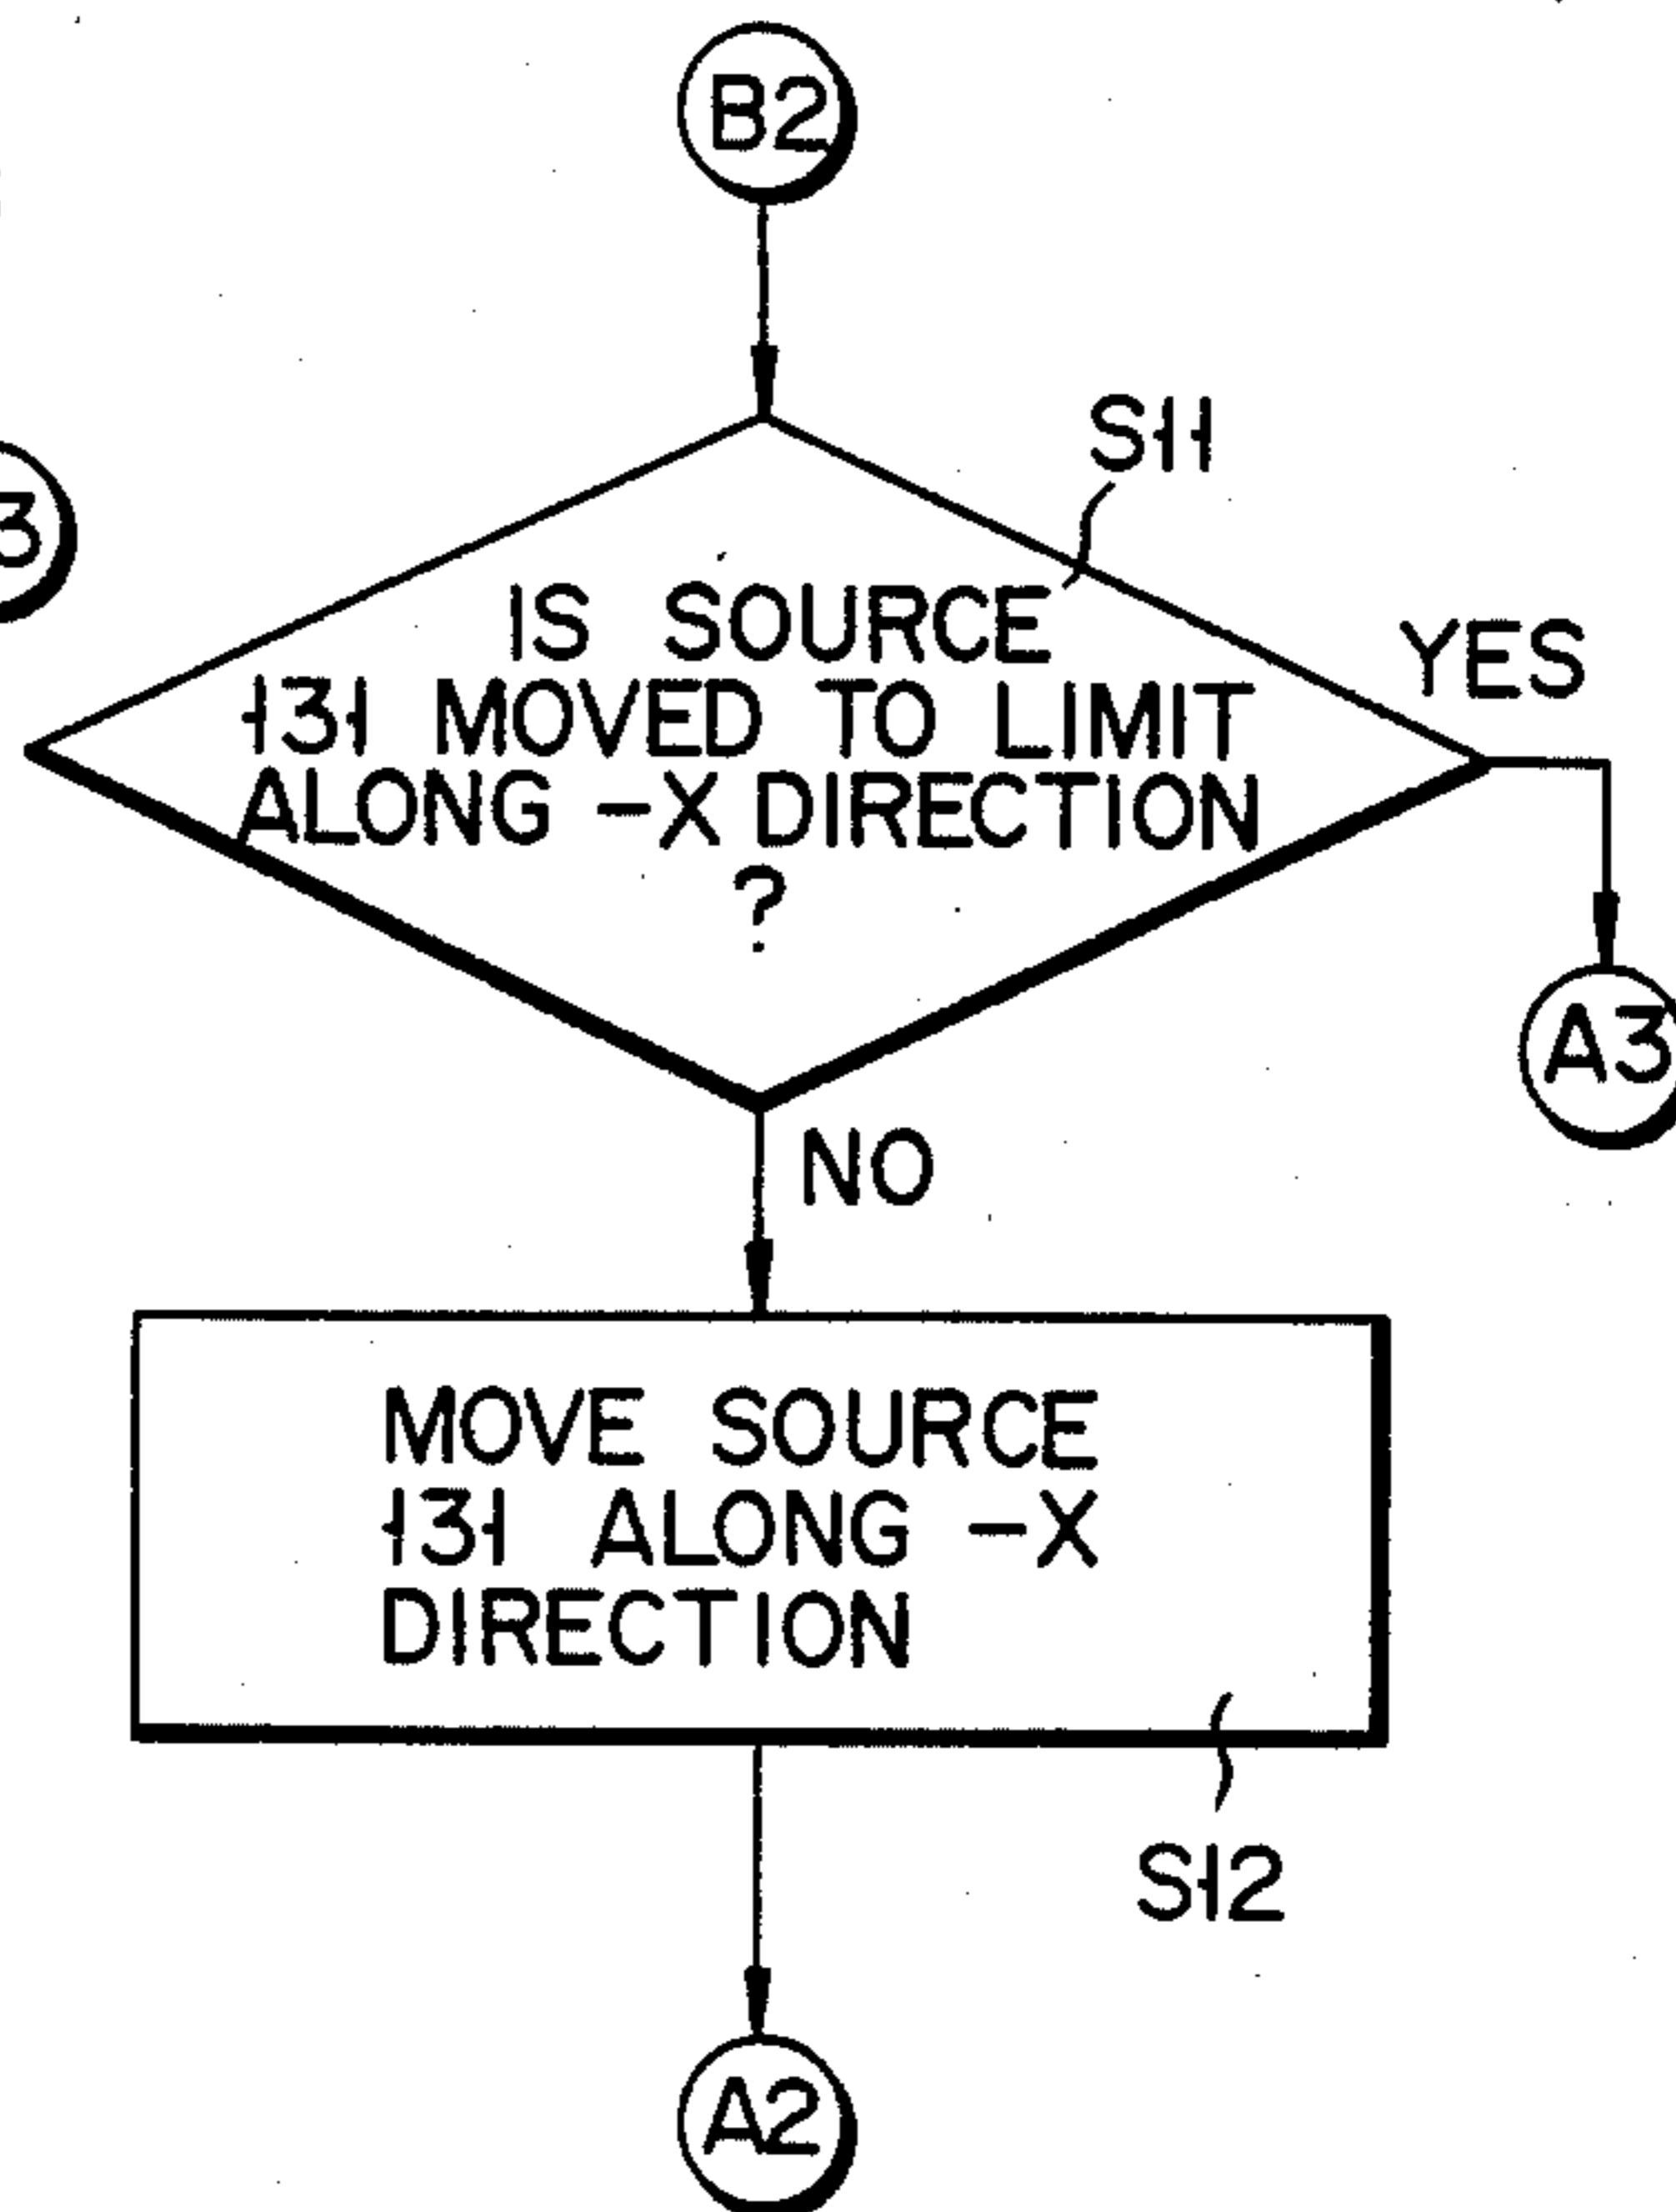 B2
S11
3
IS SOURCE
131 MOVED TO LIMIT
ALONG -X DIRECTION
?
YES
A3
NO
MOVE SOURCE
131 ALONG -X
DIRECTION
S12
A2